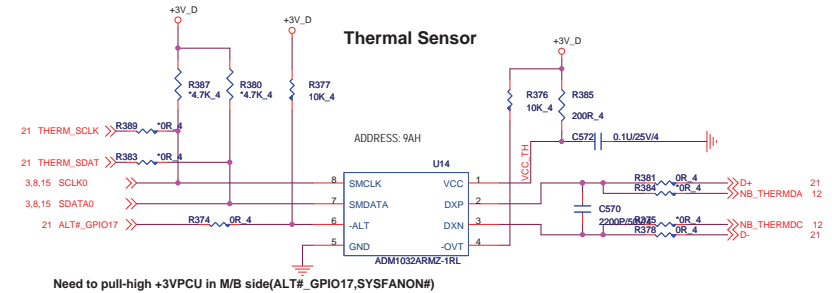 +3V_D
+3V_D
Thermal Sensor
+3V_D
R387
*4.7K_4
R380
*4.7K_4
R377
10K_4
R376
10K_4
R385
200R_4
21 THERM_SCLK
R389
*0R_4
ADDRESS: 9AH
C572
0.1U/25V/4
21 THERM_SDAT
R383
*0R_4
U14
VCC_TH
3,8,15 SCLK0
8 SMCLK
VCC 1
R381
0R_4
D+ 21
R384
*0R_4
NB_THERMDA 12
3,8,15 SDATA0
7 SMDATA
DXP 2
C570
21 ALT#_GPIO17
R374
0R_4
6 -ALT
DXN 3
R375
*0R_4
NB_THERMDC 12
R378
0R_4
D- 21
5 GND
-OVT 4
ADM1032ARMZ-1RL
Need to pull-high +3VPCU in M/B side(ALT#_GPIO17,SYSFANON#)